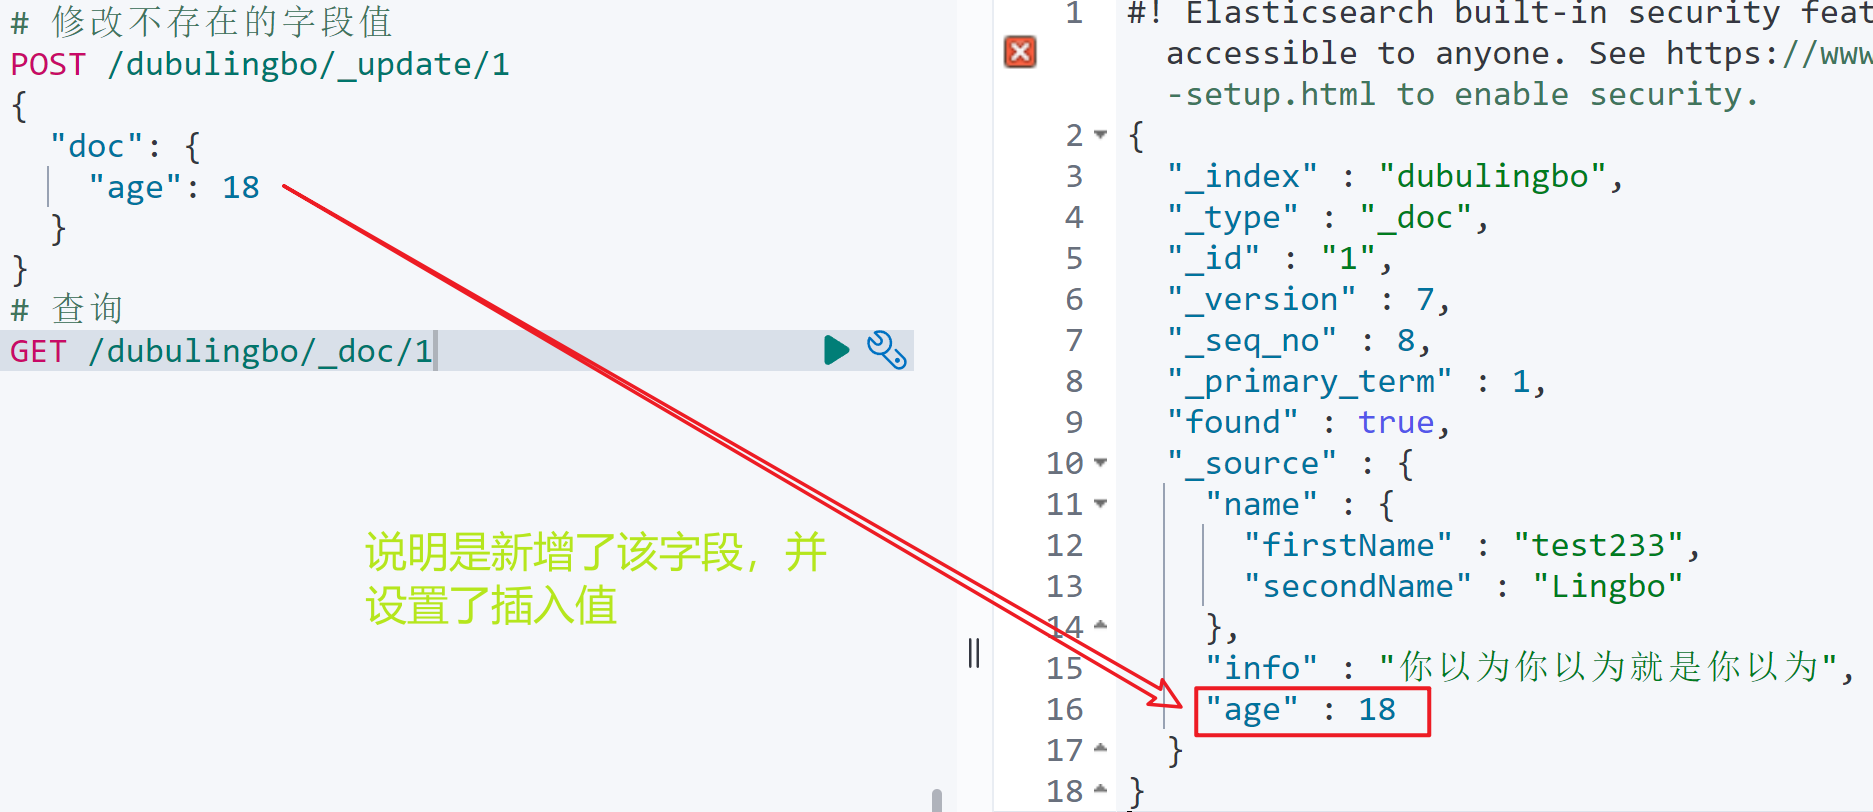 # 修改不存在的字段值
POST /dubulingbo/_update/1
{
"doc": {
"age": 18
}
}
# 查询
GET /dubulingbo/_doc/1
说明是新增了该字段，并
设置了插入值
1 #! Elasticsearch built-in security feat
accessible to anyone. See https://www
-setup.html to enable security.
2 {
3 "_index" : "dubulingbo",
4 "_type" : "_doc",
5 "_id" : "1",
6 "_version" : 7,
7 "_seq_no" : 8,
8 "_primary_term" : 1,
9 "found" : true,
10 "_source" : {
11 "name" : {
12 "firstName" : "test233",
13 "secondName" : "Lingbo"
14 },
15 "info" : "你以为你以为就是你以为",
16 "age" : 18
17 }
18 }